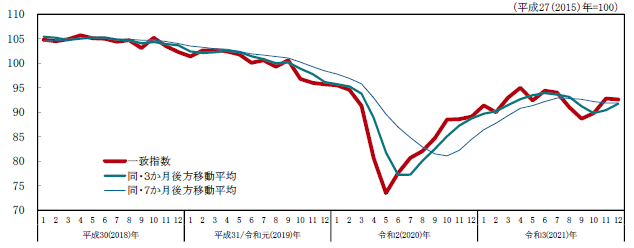 (平成27(2015)年=100)
110
105
100
95
90
85
80
75
70
一致指数
同・3か月後方移動平均
同・7か月後方移動平均
1 2 3 4 5 6 7 8 9 10 11 12 1 2 3 4 5 6 7 8 9 10 11 12 1 2 3 4 5 6 7 8 9 10 11 12 1 2 3 4 5 6 7 8 9 10 11 12
平成30(2018)年 平成31/令和元(2019)年 令和2(2020)年 令和3(2021)年